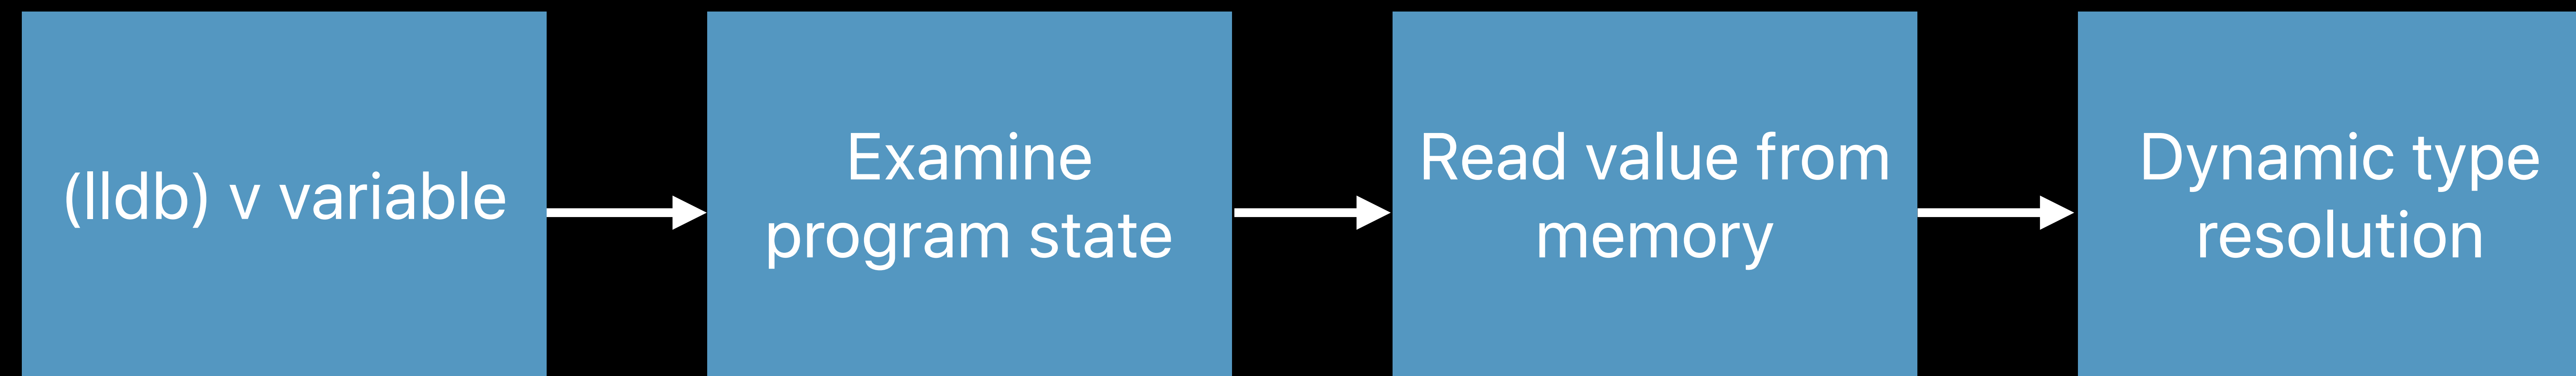 (lldb) v variable
Examine
program state
Read value from
memory
Dynamic type
resolution